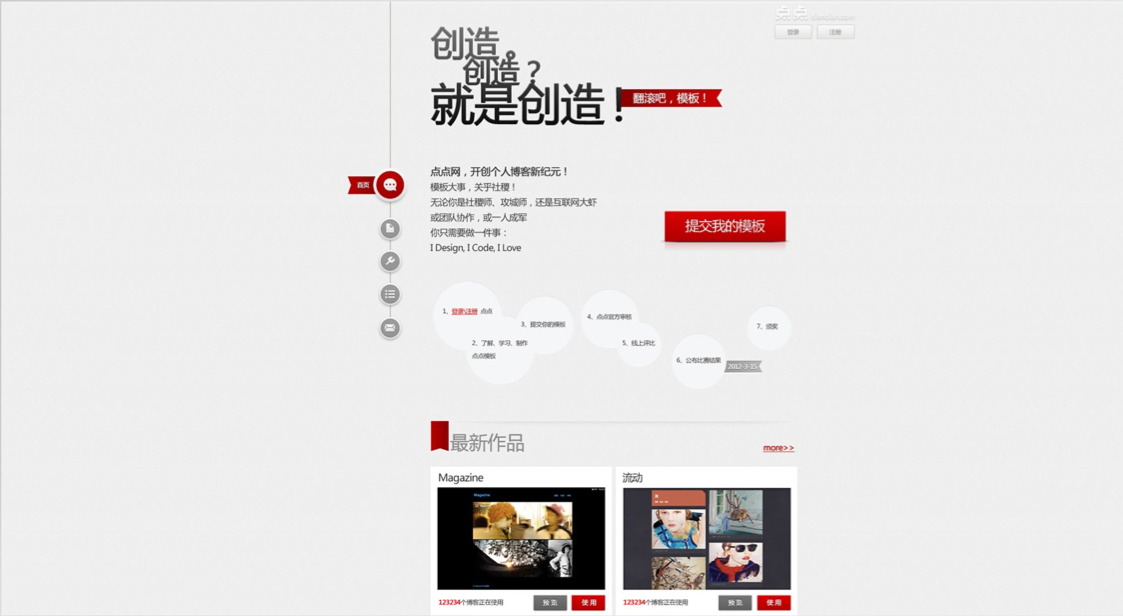 点点 diandian.com
登录 注册
创造。
创造?
就是创造!
翻滚吧,模板!
点点网,开创个人博客新纪元!
模板大事,关乎社稷!
无论你是社稷师、攻城师,还是互联网大虾
或团队协作,或一人成军
你只需要做一件事:
I Design, I Code, I Love
首页
提交我的模板
1、登录\注册 点点
2、了解、学习、制作
点点模板
3、提交你的模板
4、点点官方审核
5、线上评比
6、公布比赛结果
2012-3-15
7、颁奖
最新作品
more>>
Magazine
流动
Magazine
123234个博客正在使用 预览 使用
123234个博客正在使用 预览 使用